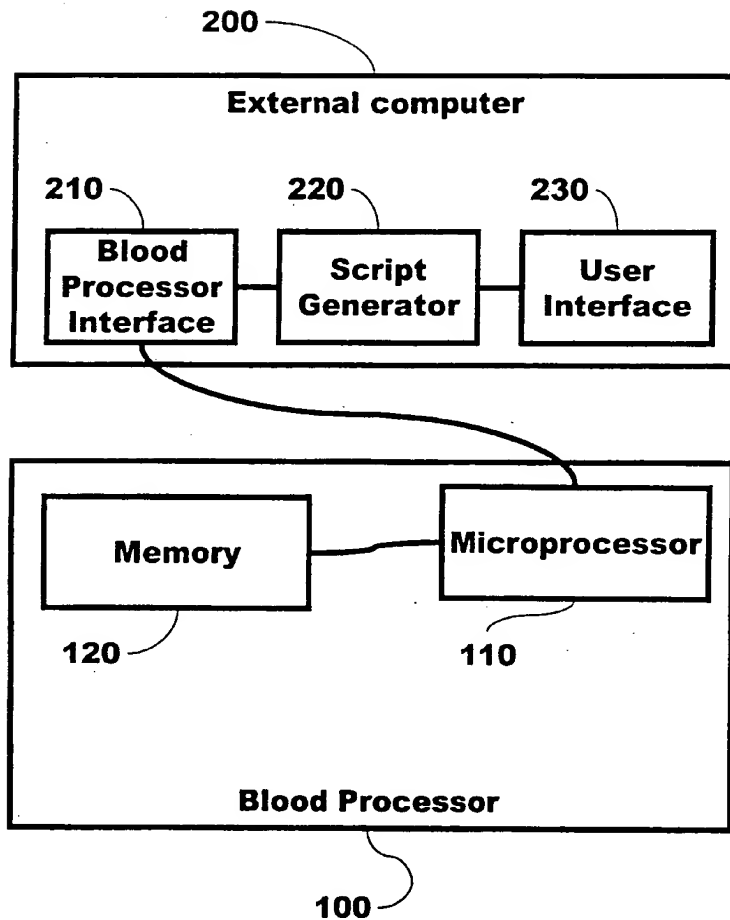 200
External computer
210
220
230
Blood
Processor
Interface
Script
Generator
User
Interface
Memory
Microprocessor
120
110
Blood Processor
100